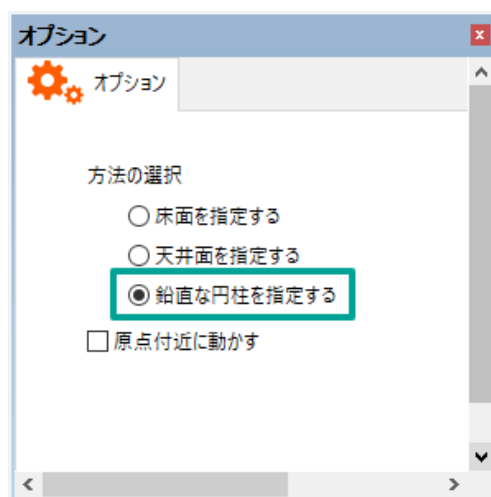 オプション
オプション
方法の選択
床面を指定する
天井面を指定する
鉛直な円柱を指定する
原点付近に動かす